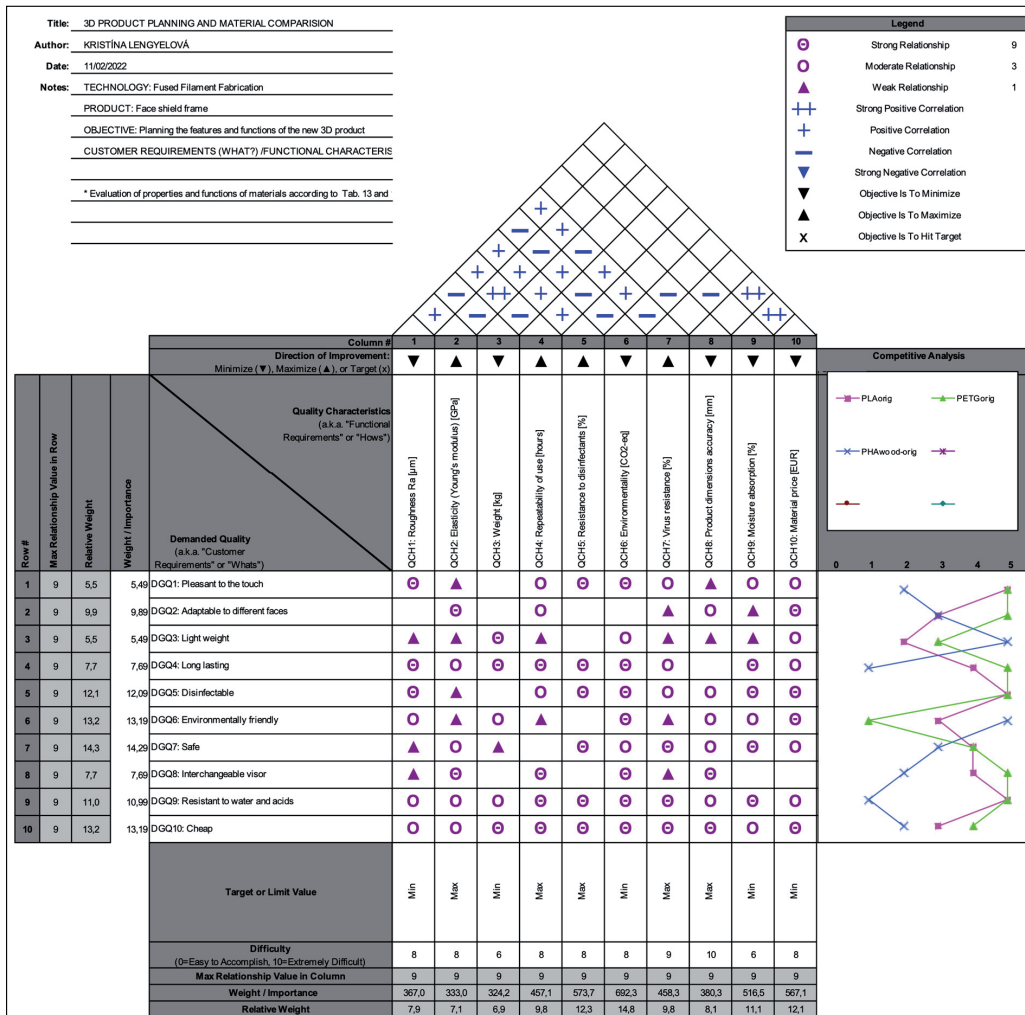 Title: 3D PRODUCT PLANNING AND MATERIAL COMPARISION
Author: KRISTÍNA LENGYELOVÁ
Date: 11/02/2022
Notes: TECHNOLOGY: Fused Filament Fabrication
PRODUCT: Face shield frame
OBJECTIVE: Planning the features and functions of the new 3D product
CUSTOMER REQUIREMENTS (WHAT?) /FUNCTIONAL CHARACTERIS
* Evaluation of properties and functions of materials according to Tab. 13 and
Legend
Θ Strong Relationship 9
Ο Moderate Relationship 3
▲ Weak Relationship 1
┼┼ Strong Positive Correlation
┼ Positive Correlation
▬ Negative Correlation
▼ Strong Negative Correlation
▼ Objective Is To Minimize
▲ Objective Is To Maximize
x Objective Is To Hit Target
Column # 1 2 3 4 5 6 7 8 9 10
Direction of Improvement:
Minimize (▼), Maximize (▲), or Target (x)
▼ ▲ ▼ ▲ ▲ ▼ ▲ ▼ ▼ ▼
Competitive Analysis
PLAorig PETGorig
PHAwood-orig
0 1 2 3 4 5
Row #
Max Relationship Value in Row
Relative Weight
Weight / Importance
Quality Characteristics
(a.k.a. "Functional
Requirements" or "Hows")
Demanded Quality
(a.k.a. "Customer
Requirements" or "Whats")
QCH1: Roughness Ra [µm]
QCH2: Elasticity (Young's modulus) [GPa]
QCH3: Weight [kg]
QCH4: Repeatability of use [hours]
QCH5: Resistance to disinfectants [%]
QCH6: Environmentality [CO2-eq]
QCH7: Virus resistance [%]
QCH8: Product dimensions accuracy [mm]
QCH9: Moisture absorption [%]
QCH10: Material price [EUR]
1 9 5,5 5,49 DGQ1: Pleasant to the touch Θ ▲ Ο Θ Θ Ο ▲ Ο Ο
2 9 9,9 9,89 DGQ2: Adaptable to different faces Θ Ο ▲ Ο ▲ Θ
3 9 5,5 5,49 DGQ3: Light weight ▲ ▲ Θ ▲ Ο ▲ ▲ ▲ Ο
4 9 7,7 7,69 DGQ4: Long lasting Θ Ο Θ Θ Θ Θ Ο Θ Ο
5 9 12,1 12,09 DGQ5: Disinfectable Θ ▲ Ο Θ Θ Ο Ο Ο Ο
6 9 13,2 13,19 DGQ6: Environmentally friendly Ο ▲ Ο ▲ Θ ▲ Ο Ο Θ
7 9 14,3 14,29 DGQ7: Safe ▲ Ο ▲ Θ Ο Θ Ο Θ Ο
8 9 7,7 7,69 DGQ8: Interchangeable visor ▲ Θ Θ Θ ▲ Θ
9 9 11,0 10,99 DGQ9: Resistant to water and acids Ο Ο Ο Θ Θ Θ Θ Ο Θ Θ
10 9 13,2 13,19 DGQ10: Cheap Ο Ο Θ Θ Θ Θ Θ Θ Ο Θ
Target or Limit Value Min Max Min Max Max Min Max Min Min Min
Difficulty
(0=Easy to Accomplish, 10=Extremely Difficult)
8 8 6 8 8 8 9 10 6 8
Max Relationship Value in Column 9 9 9 9 9 9 9 9 9 9
Weight / Importance 367,0 333,0 324,2 457,1 573,7 692,3 458,3 380,3 516,5 567,1
Relative Weight 7,9 7,1 6,9 9,8 12,3 14,8 9,8 8,1 11,1 12,1